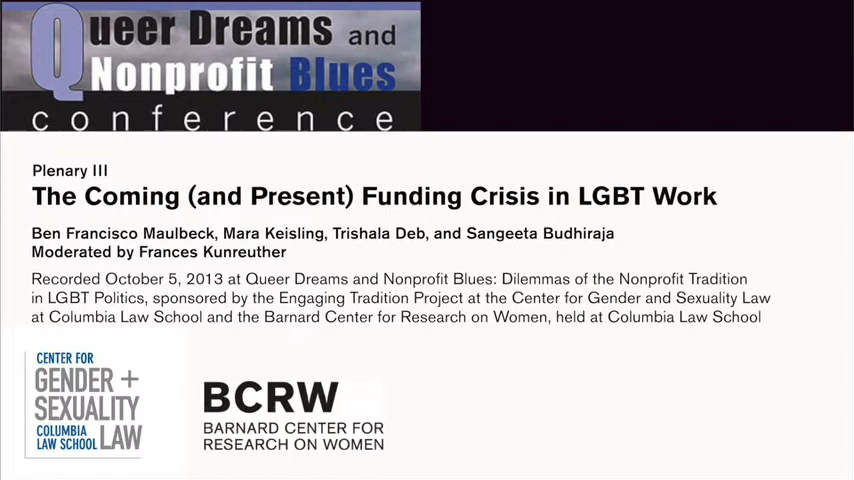 Queer Dreams and
Nonprofit Blues
conference
Plenary III
The Coming (and Present) Funding Crisis in LGBT Work
Ben Francisco Maulbeck, Mara Keisling, Trishala Deb, and Sangeeta Budhiraja
Moderated by Frances Kunreuther
Recorded October 5, 2013 at Queer Dreams and Nonprofit Blues: Dilemmas of the Nonprofit Tradition
in LGBT Politics, sponsored by the Engaging Tradition Project at the Center for Gender and Sexuality Law
at Columbia Law School and the Barnard Center for Research on Women, held at Columbia Law School
CENTER FOR
GENDER +
SEXUALITY
COLUMBIA
LAW SCHOOL LAW
BCRW
BARNARD CENTER FOR
RESEARCH ON WOMEN